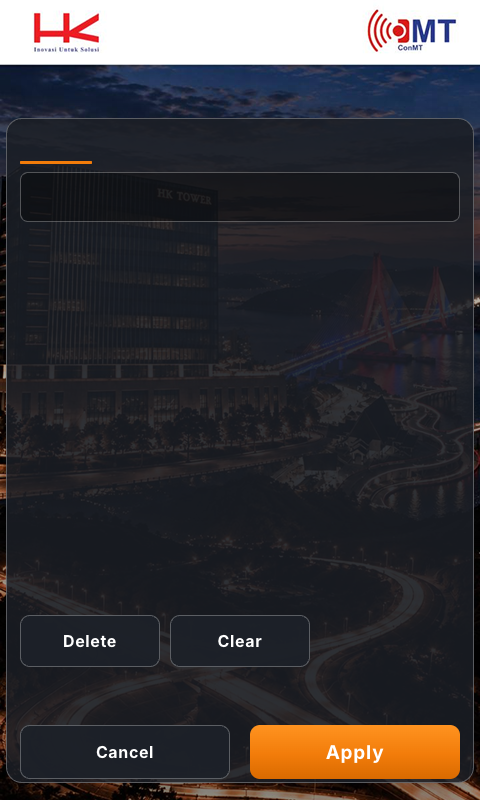 HK
Inovasi Untuk Solusi
MT
ConMT
HK TOWER
Delete
Clear
Cancel
Apply